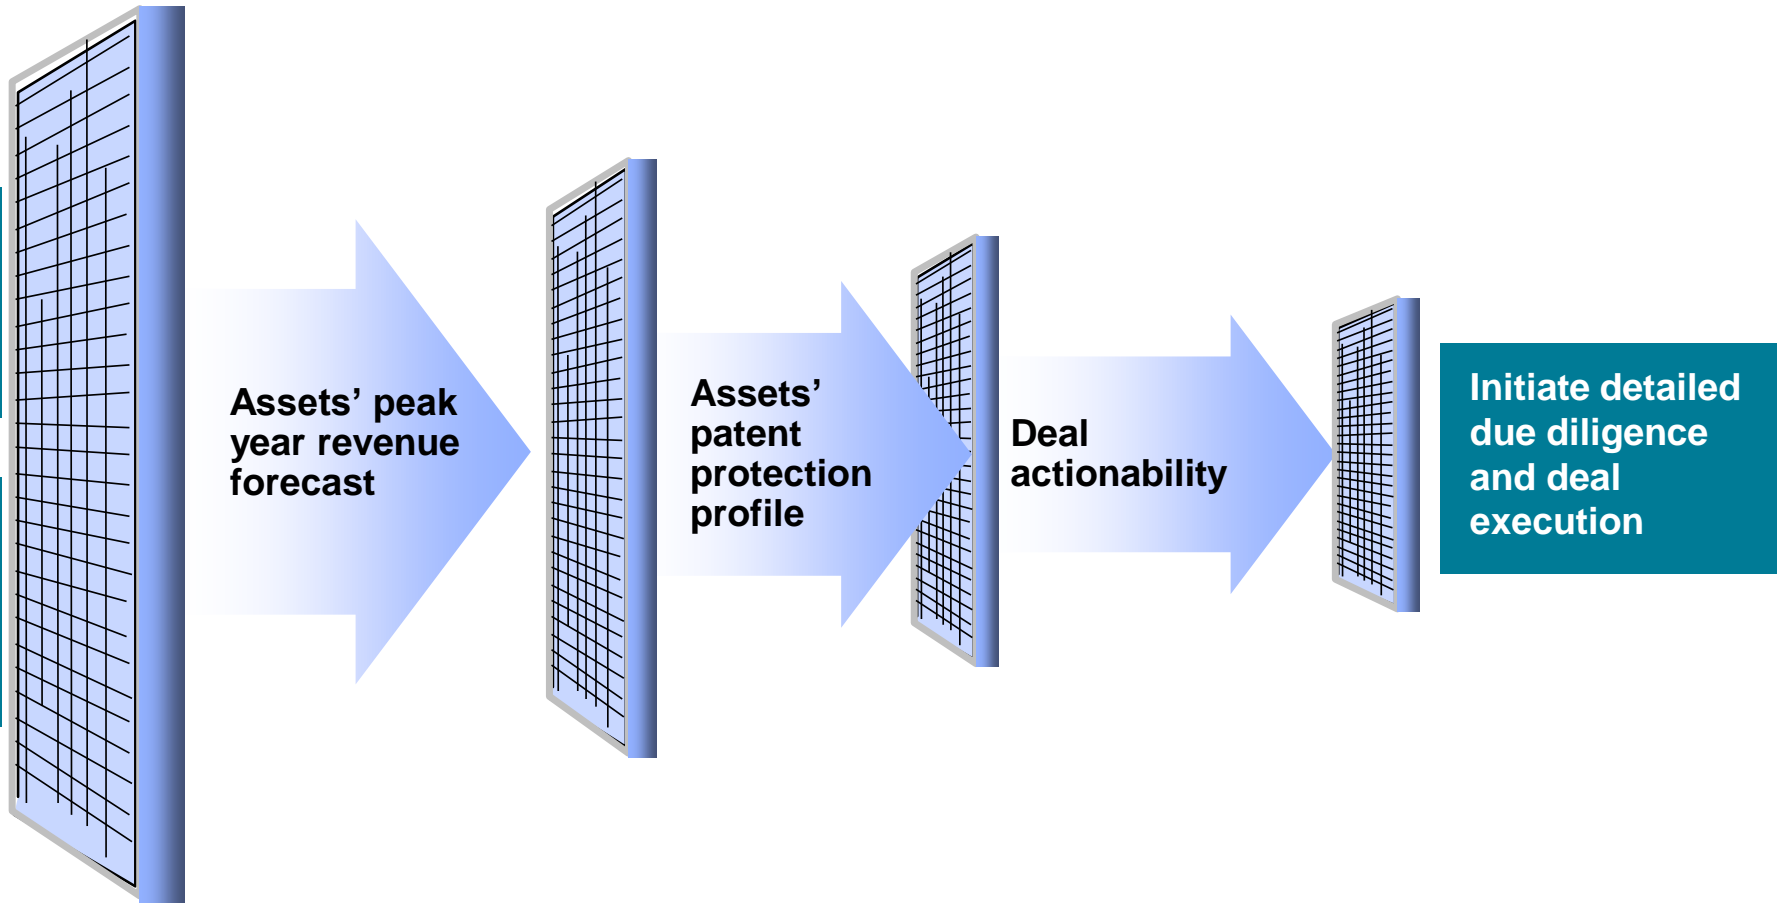 Assets’ peak
year revenue
forecast
Assets’
patent
protection
profile
Deal
actionability
Initiate detailed
due diligence
and deal
execution